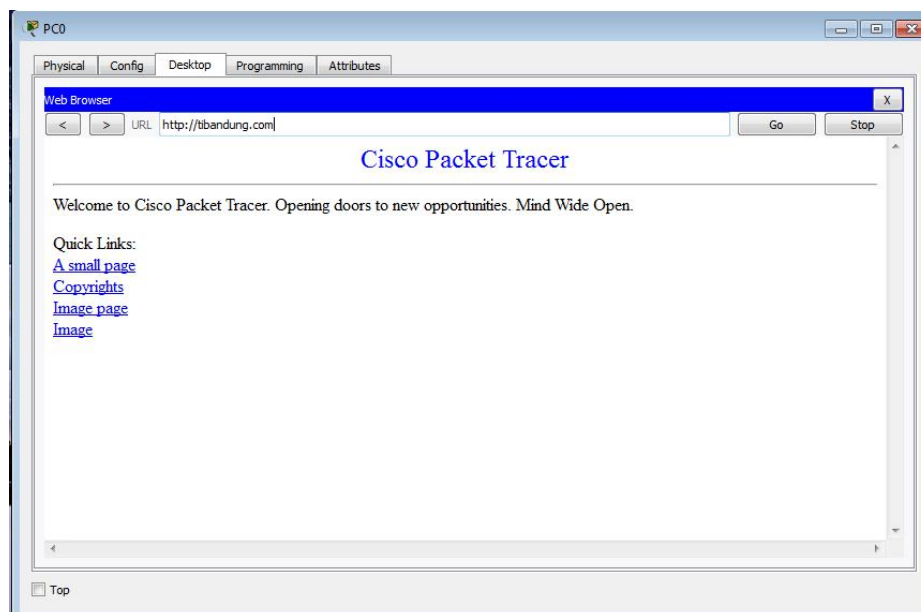 PC0
Physical Config Desktop Programming Attributes
Web Browser X
< > URL http://tibandung.com Go Stop
Cisco Packet Tracer
Welcome to Cisco Packet Tracer. Opening doors to new opportunities. Mind Wide Open.
Quick Links:
A small page
Copyrights
Image page
Image
Top